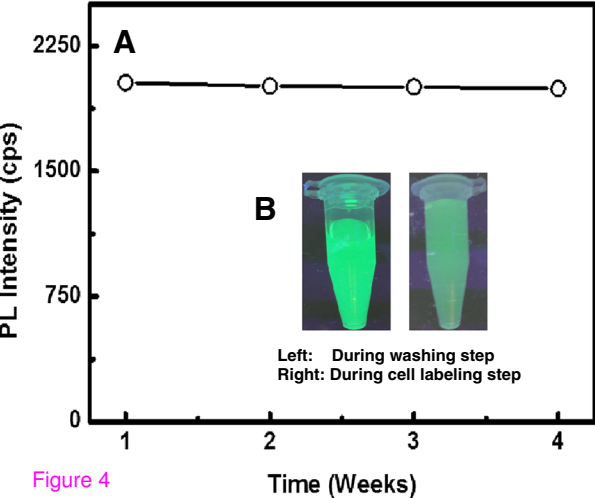 A
2250
1500
750
0
PL Intensity (cps)
B
Left: During washing step
Right: During cell labeling step
1 2 3 4
Time (Weeks)
Figure 4